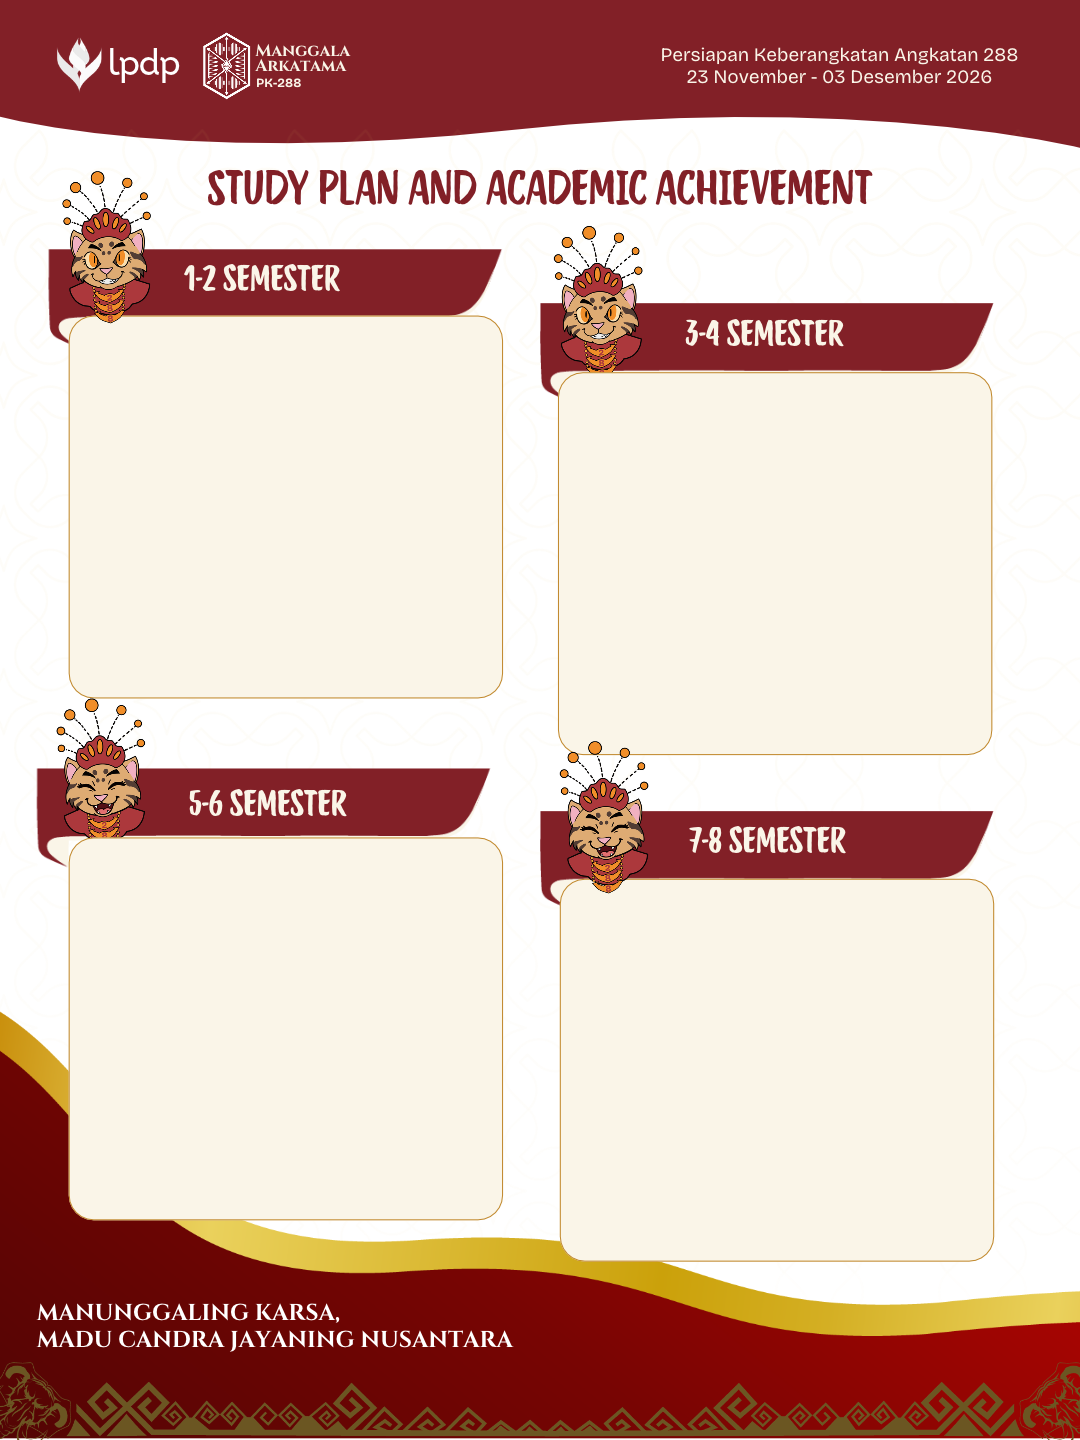 lpdp
MANGGALA
ARKATAMA
PK-288
Persiapan Keberangkatan Angkatan 288
23 November - 03 Desember 2026
STUDY PLAN AND ACADEMIC ACHIEVEMENT
1-2 SEMESTER
3-4 SEMESTER
5-6 SEMESTER
7-8 SEMESTER
MANUNGGALING KARSA,
MADU CANDRA JAYANING NUSANTARA